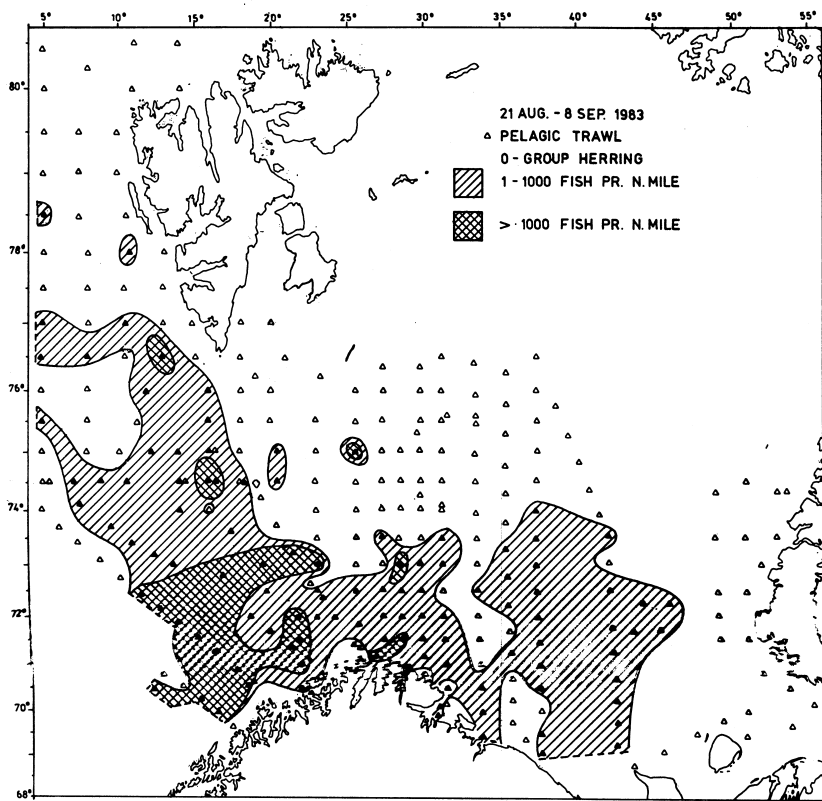 5° 10° 15° 20° 25° 30° 35° 40° 45° 50° 55°
80°
78°
76°
74°
72°
70°
68°
21 AUG. - 8 SEP. 1983
PELAGIC TRAWL
0 - GROUP HERRING
1 - 1000 FISH PR. N. MILE
> 1000 FISH PR. N. MILE